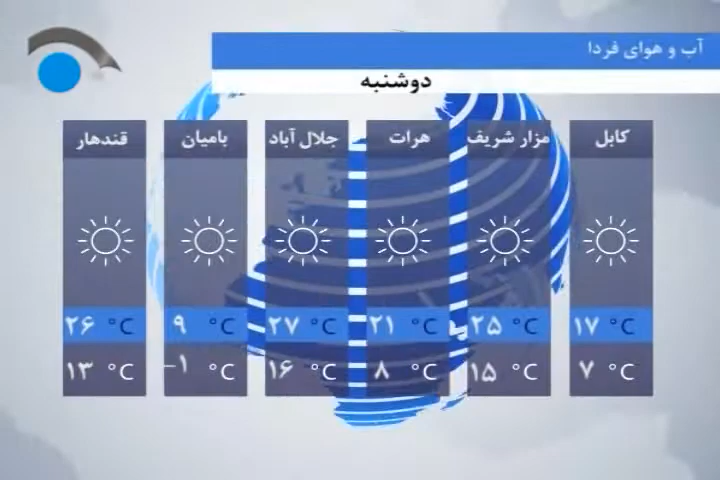 آب و هوای فردا
دوشنبه
کابل
مزار شریف
هرات
جلال آباد
بامیان
قندهار
۱۷ °C
۲۵ °C
۲۱ °C
۲۷ °C
۹ °C
۲۶ °C
۷ °C
۱۵ °C
۸ °C
۱۶ °C
−۱ °C
۱۳ °C